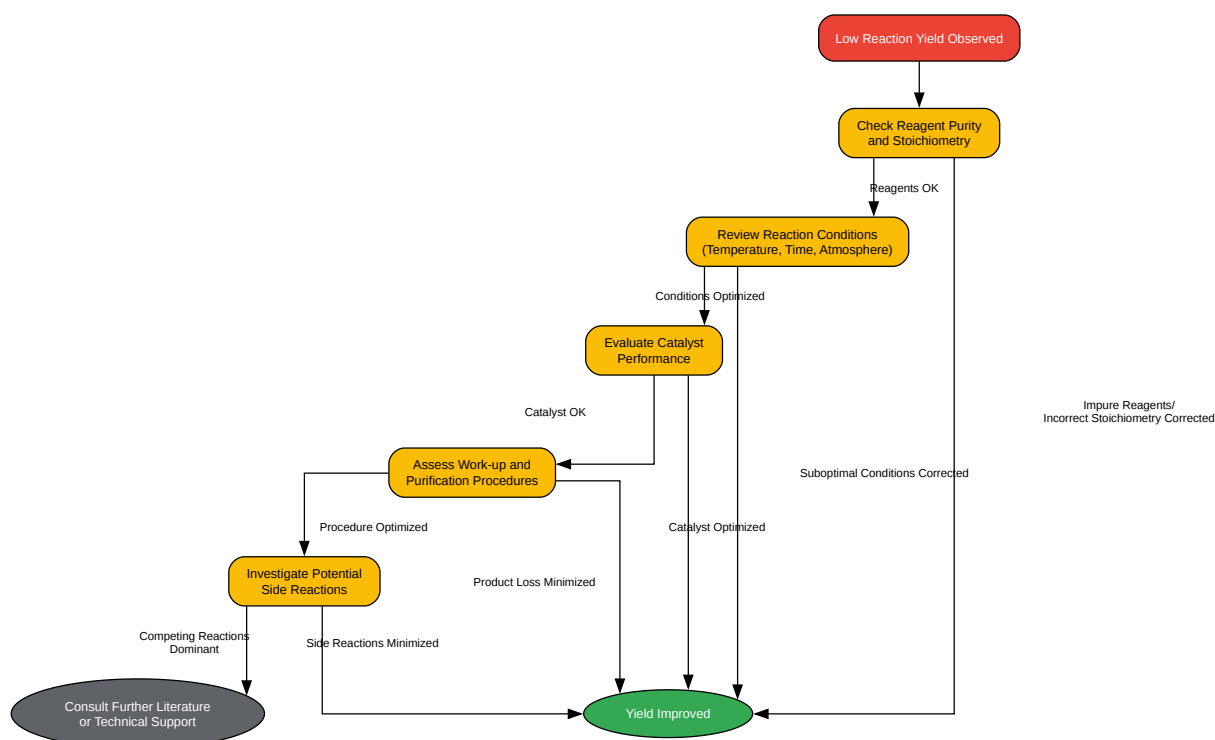 Low Reaction Yield Observed
Check Reagent Purity
and Stoichiometry
Reagents OK
Review Reaction Conditions
(Temperature, Time, Atmosphere)
Conditions Optimized
Evaluate Catalyst
Performance
Catalyst OK
Impure Reagents/
Incorrect Stoichiometry Corrected
Assess Work-up and
Purification Procedures
Suboptimal Conditions Corrected
Procedure Optimized
Catalyst Optimized
Investigate Potential
Side Reactions
Product Loss Minimized
Competing Reactions
Dominant
Side Reactions Minimized
Consult Further Literature
or Technical Support
Yield Improved